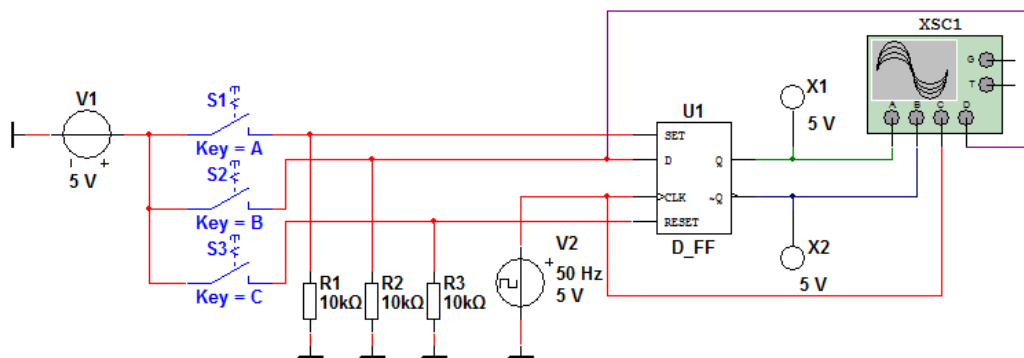 XSC1
G
T
A B C D
V1
5 V
S1
Key = A
S2
Key = B
S3
Key = C
R1
10kΩ
R2
10kΩ
R3
10kΩ
V2
50 Hz
5 V
U1
SET
D
Q
CLK
~Q
RESET
D_FF
X1
5 V
X2
5 V